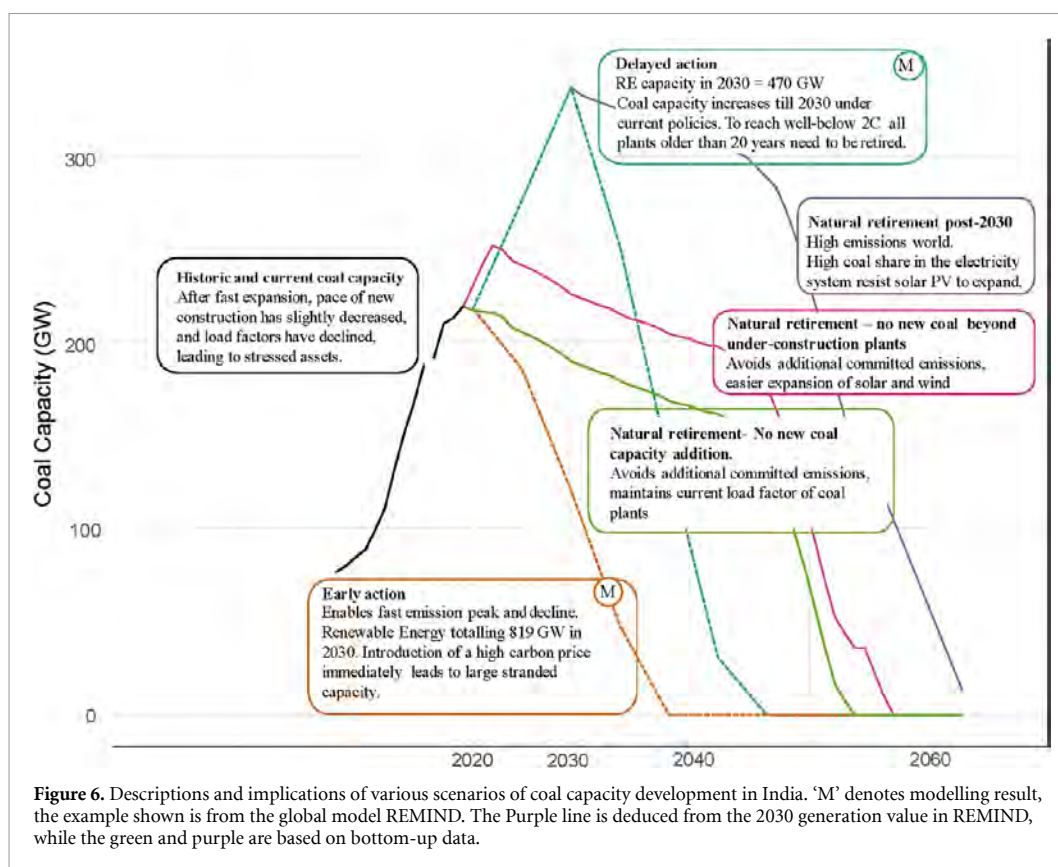 Delayed action
M
RE capacity in 2030 = 470 GW
Coal capacity increases till 2030 under
current policies. To reach well-below 2C all
plants older than 20 years need to be retired.
300
Natural retirement post-2030
High emissions world.
High coal share in the electricity
system resist solar PV to expand.
Historic and current coal capacity
After fast expansion, pace of new
construction has slightly decreased,
and load factors have declined,
leading to stressed assets.
Natural retirement – no new coal beyond
under-construction plants
Avoids additional committed emissions,
easier expansion of solar and wind
200
Coal Capacity (GW)
Natural retirement- No new coal
capacity addition.
Avoids additional committed emissions,
maintains current load factor of coal
plants
100
Early action
M
Enables fast emission peak and decline.
Renewable Energy totalling 819 GW in
2030. Introduction of a high carbon price
immediately leads to large stranded
capacity.
0
2020 2030 2040 2060
Figure 6. Descriptions and implications of various scenarios of coal capacity development in India. ‘M’ denotes modelling result,
the example shown is from the global model REMIND. The Purple line is deduced from the 2030 generation value in REMIND,
while the green and purple are based on bottom-up data.